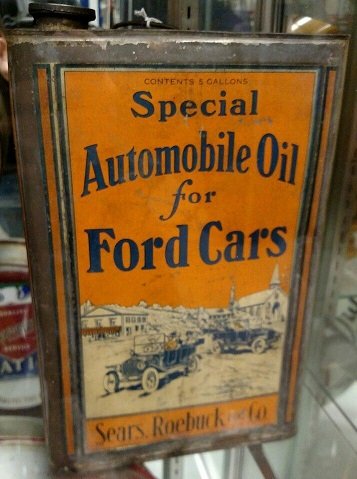 CONTENTS 5 GALLONS
Special
Automobile Oil
for
Ford Cars
Sears, Roebuck and Co.